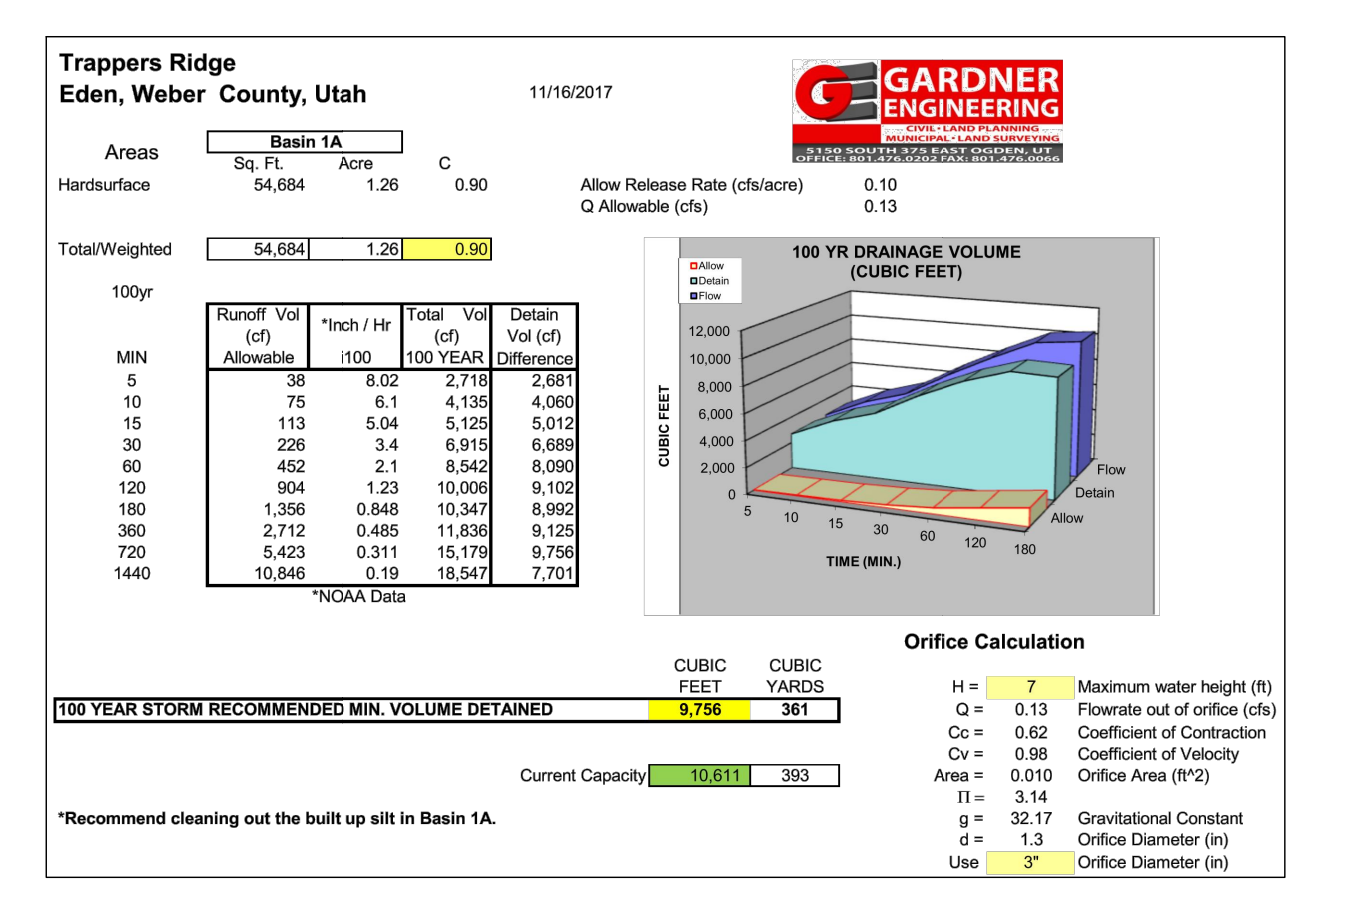 Trappers Ridge
Eden, Weber County, Utah
11/16/2017
GARDNER
ENGINEERING
CIVIL • LAND PLANNING
MUNICIPAL • LAND SURVEYING
5150 SOUTH 375 EAST OGDEN, UT
OFFICE: 801.476.0202 FAX: 801.476.0066
Areas Basin 1A
Sq. Ft. Acre C
Hardsurface 54,684 1.26 0.90
Allow Release Rate (cfs/acre) 0.10
Q Allowable (cfs) 0.13
Total/Weighted 54,684 1.26 0.90
100yr
Runoff Vol *Inch / Hr Total Vol Detain
(cf) (cf) Vol (cf)
MIN Allowable i100 100 YEAR Difference
5 38 8.02 2,718 2,681
10 75 6.1 4,135 4,060
15 113 5.04 5,125 5,012
30 226 3.4 6,915 6,689
60 452 2.1 8,542 8,090
120 904 1.23 10,006 9,102
180 1,356 0.848 10,347 8,992
360 2,712 0.485 11,836 9,125
720 5,423 0.311 15,179 9,756
1440 10,846 0.19 18,547 7,701
*NOAA Data
100 YR DRAINAGE VOLUME
(CUBIC FEET)
Allow
Detain
Flow
CUBIC FEET
12,000
10,000
8,000
6,000
4,000
2,000
0
5 10 15 30 60 120 180
TIME (MIN.)
Flow
Detain
Allow
CUBIC CUBIC
FEET YARDS
100 YEAR STORM RECOMMENDED MIN. VOLUME DETAINED 9,756 361
Current Capacity 10,611 393
*Recommend cleaning out the built up silt in Basin 1A.
Orifice Calculation
H = 7 Maximum water height (ft)
Q = 0.13 Flowrate out of orifice (cfs)
Cc = 0.62 Coefficient of Contraction
Cv = 0.98 Coefficient of Velocity
Area = 0.010 Orifice Area (ft^2)
Π = 3.14
g = 32.17 Gravitational Constant
d = 1.3 Orifice Diameter (in)
Use 3" Orifice Diameter (in)